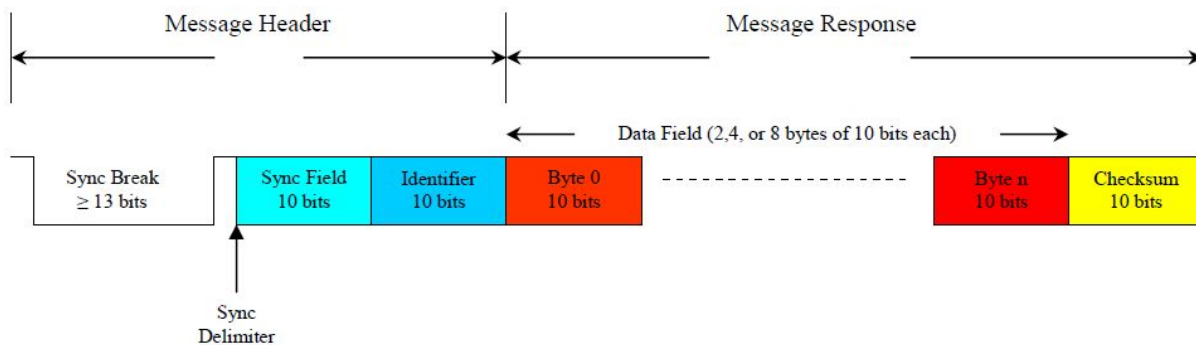 Message Header
Message Response
Data Field (2,4, or 8 bytes of 10 bits each)
Sync Break
≥ 13 bits
Sync Field
10 bits
Identifier
10 bits
Byte 0
10 bits
Byte n
10 bits
Checksum
10 bits
Sync
Delimiter